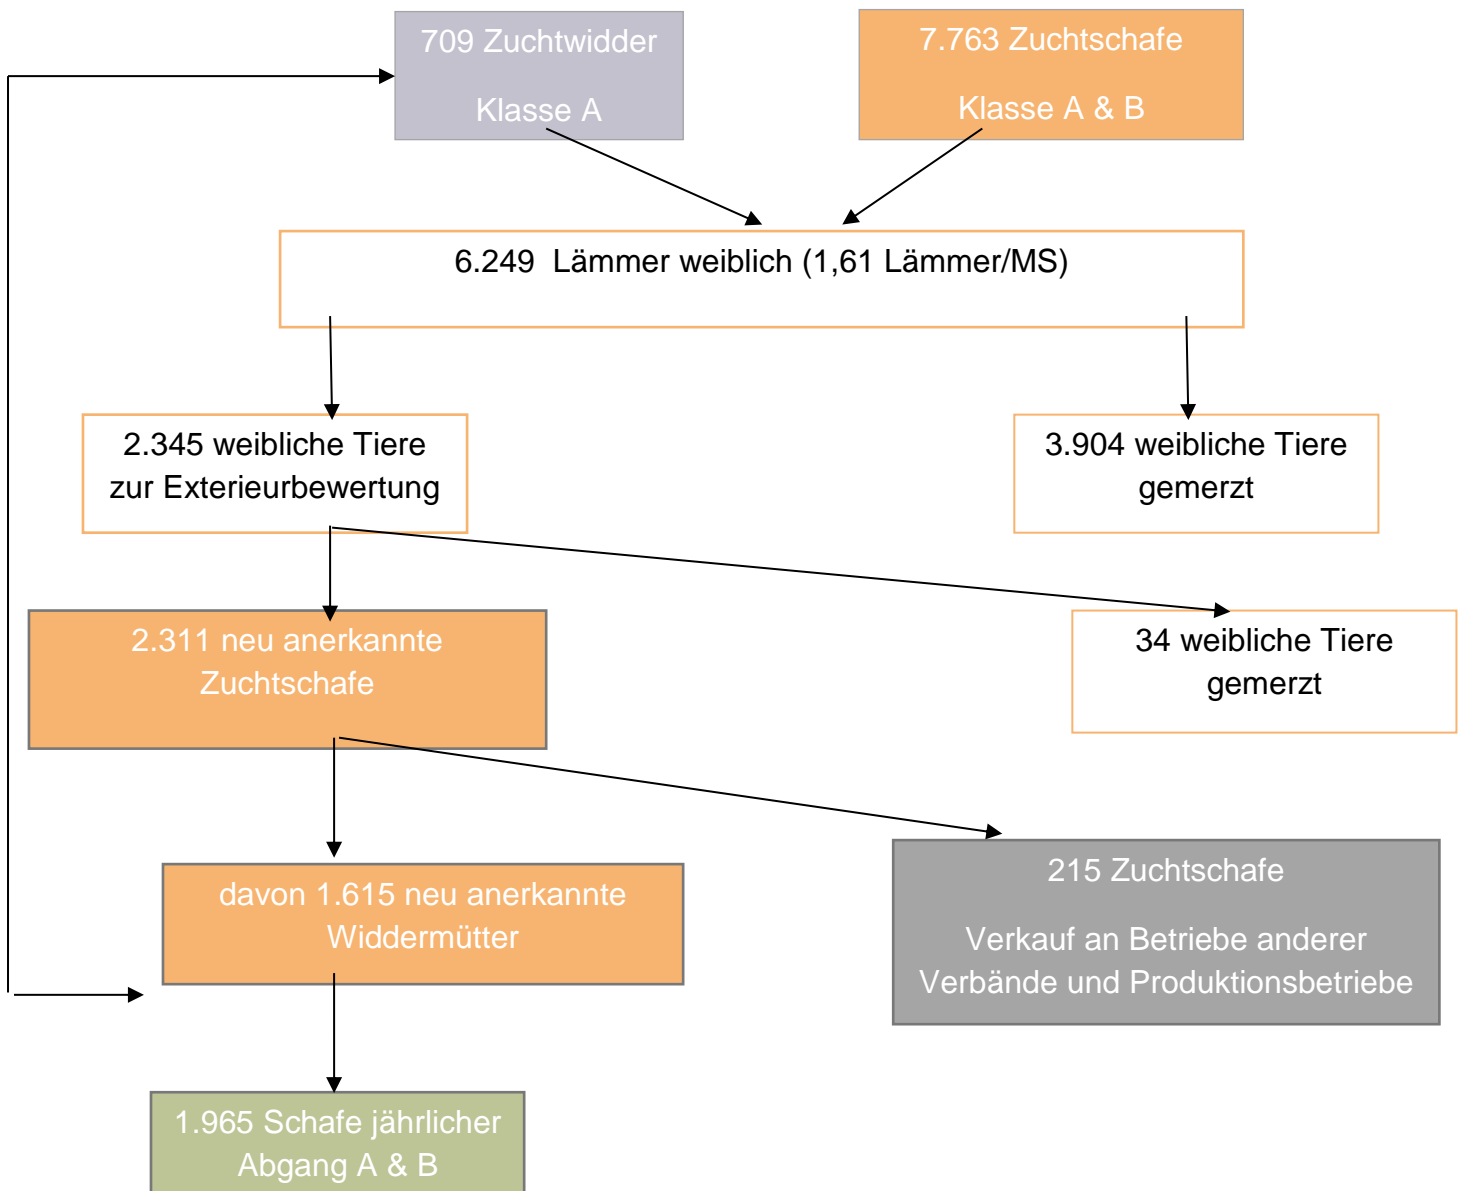 709 Zuchtwidder
Klasse A
7.763 Zuchtschafe
Klasse A & B
6.249 Lämmer weiblich (1,61 Lämmer/MS)
2.345 weibliche Tiere
zur Exterieurbewertung
3.904 weibliche Tiere
gemerzt
2.311 neu anerkannte
Zuchtschafe
34 weibliche Tiere
gemerzt
davon 1.615 neu anerkannte
Widdermütter
215 Zuchtschafe
Verkauf an Betriebe anderer
Verbände und Produktionsbetriebe
1.965 Schafe jährlicher
Abgang A & B